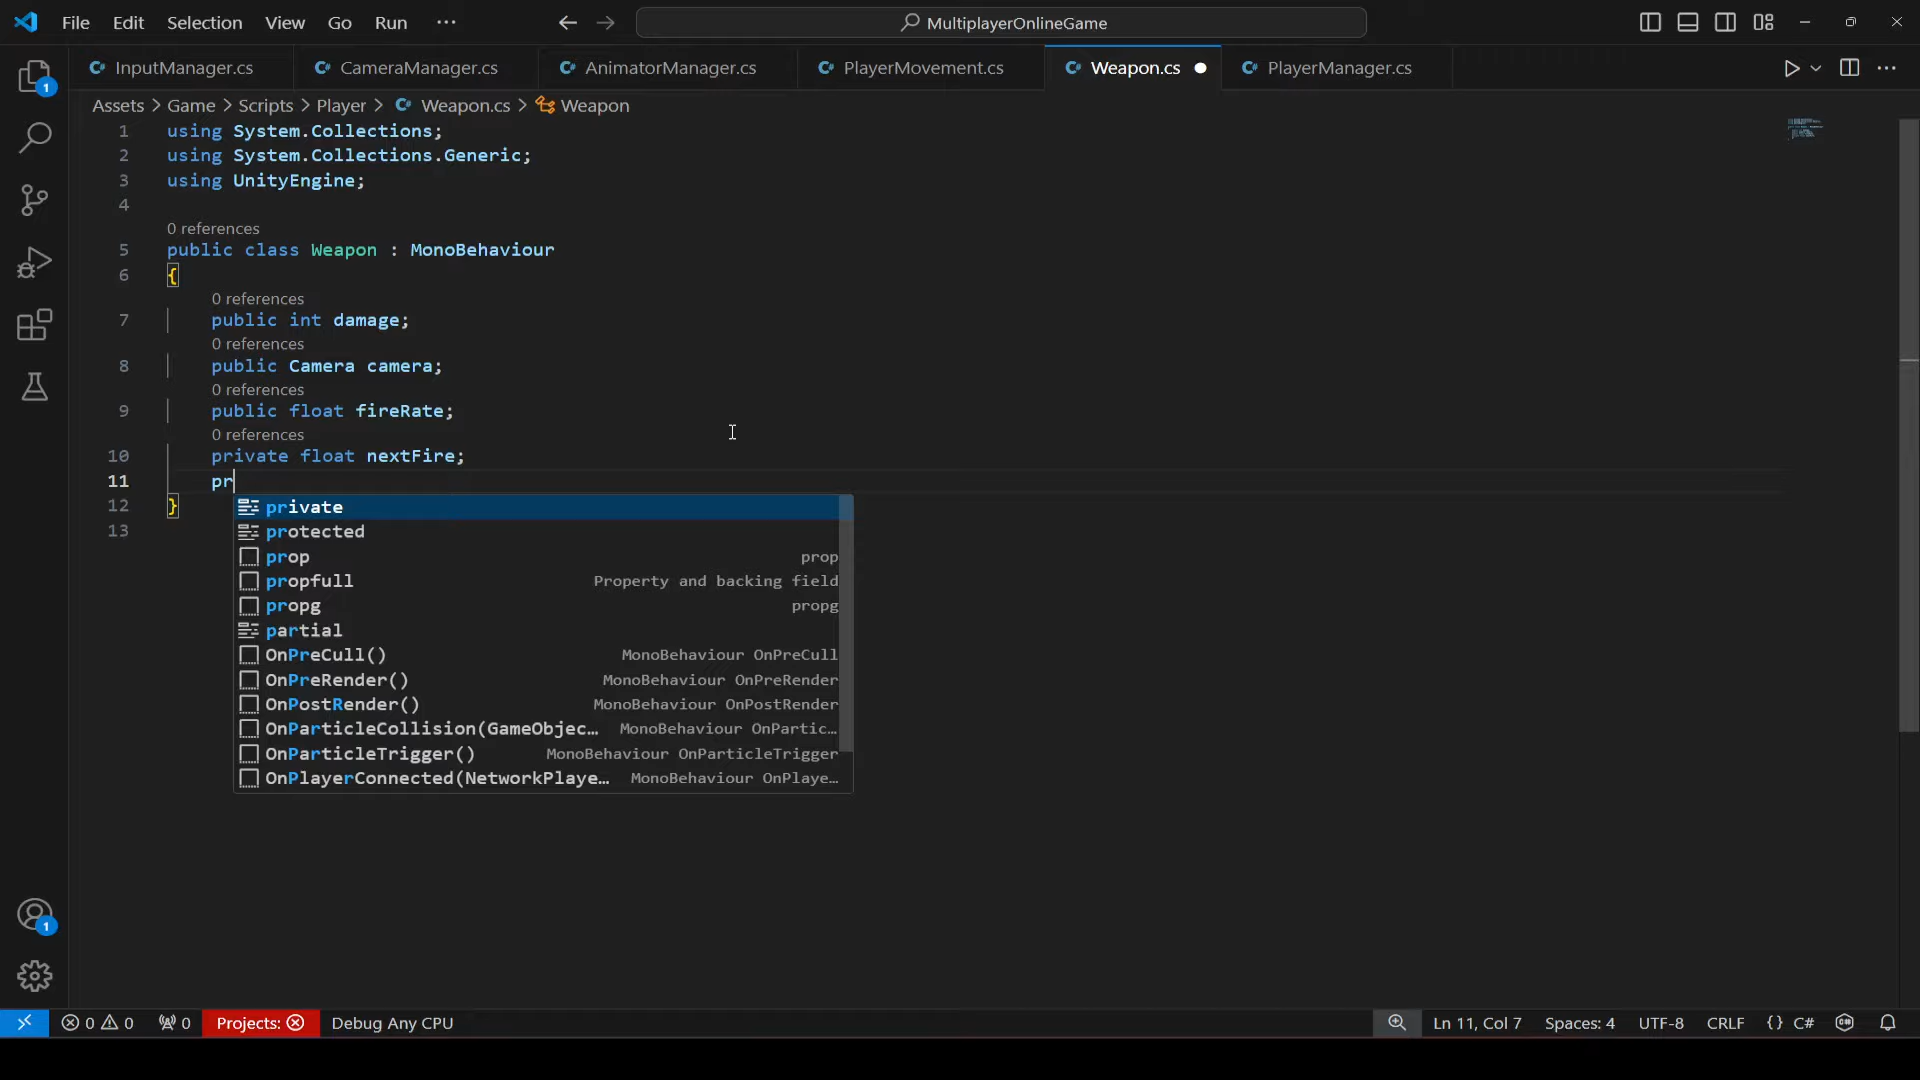 File Edit Selection View Go Run ··· MultiplayerOnlineGame
InputManager.cs CameraManager.cs AnimatorManager.cs PlayerMovement.cs Weapon.cs PlayerManager.cs
Assets > Game > Scripts > Player > Weapon.cs > Weapon
1 using System.Collections;
2 using System.Collections.Generic;
3 using UnityEngine;
4
0 references
5 public class Weapon : MonoBehaviour
6 {
0 references
7 public int damage;
0 references
8 public Camera camera;
0 references
9 public float fireRate;
0 references
10 private float nextFire;
11 pr
12 }
13
private
protected
prop prop
propfull Property and backing field
propg propg
partial
OnPreCull() MonoBehaviour OnPreCull
OnPreRender() MonoBehaviour OnPreRender
OnPostRender() MonoBehaviour OnPostRender
OnParticleCollision(GameObjec… MonoBehaviour OnPartic…
OnParticleTrigger() MonoBehaviour OnParticleTrigger
OnPlayerConnected(NetworkPlaye… MonoBehaviour OnPlaye…
1
1
0 0 0 Projects: Debug Any CPU Ln 11, Col 7 Spaces: 4 UTF-8 CRLF {} C#